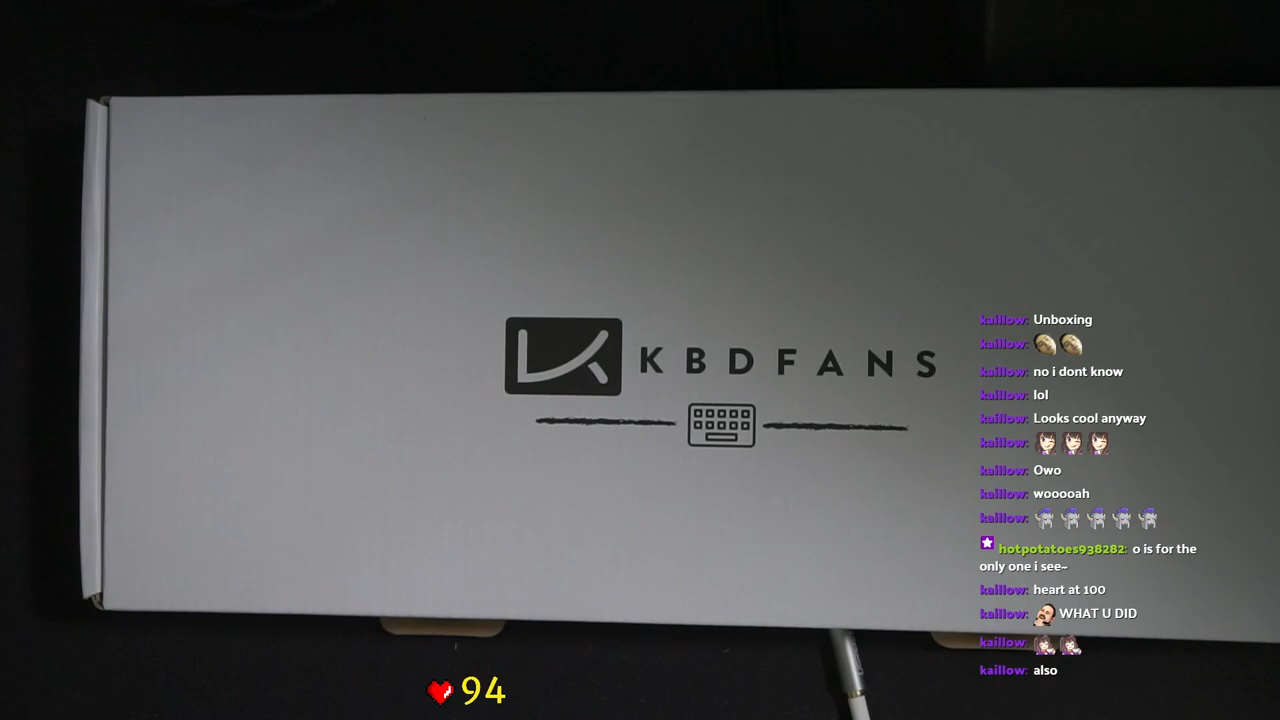 KBDFANS
kaillow: Unboxing
kaillow:
kaillow: no i dont know
kaillow: lol
kaillow: Looks cool anyway
kaillow:
kaillow: Owo
kaillow: wooooah
kaillow:
hotpotatoes938282: o is for the
only one i see~
kaillow: heart at 100
kaillow: WHAT U DID
kaillow:
kaillow: also
94